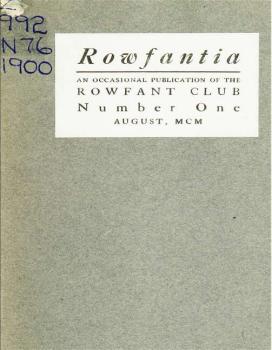 992
N76
1900
Rowfantia
AN OCCASIONAL PUBLICATION OF THE
ROWFANT CLUB
Number One
AUGUST, MCM